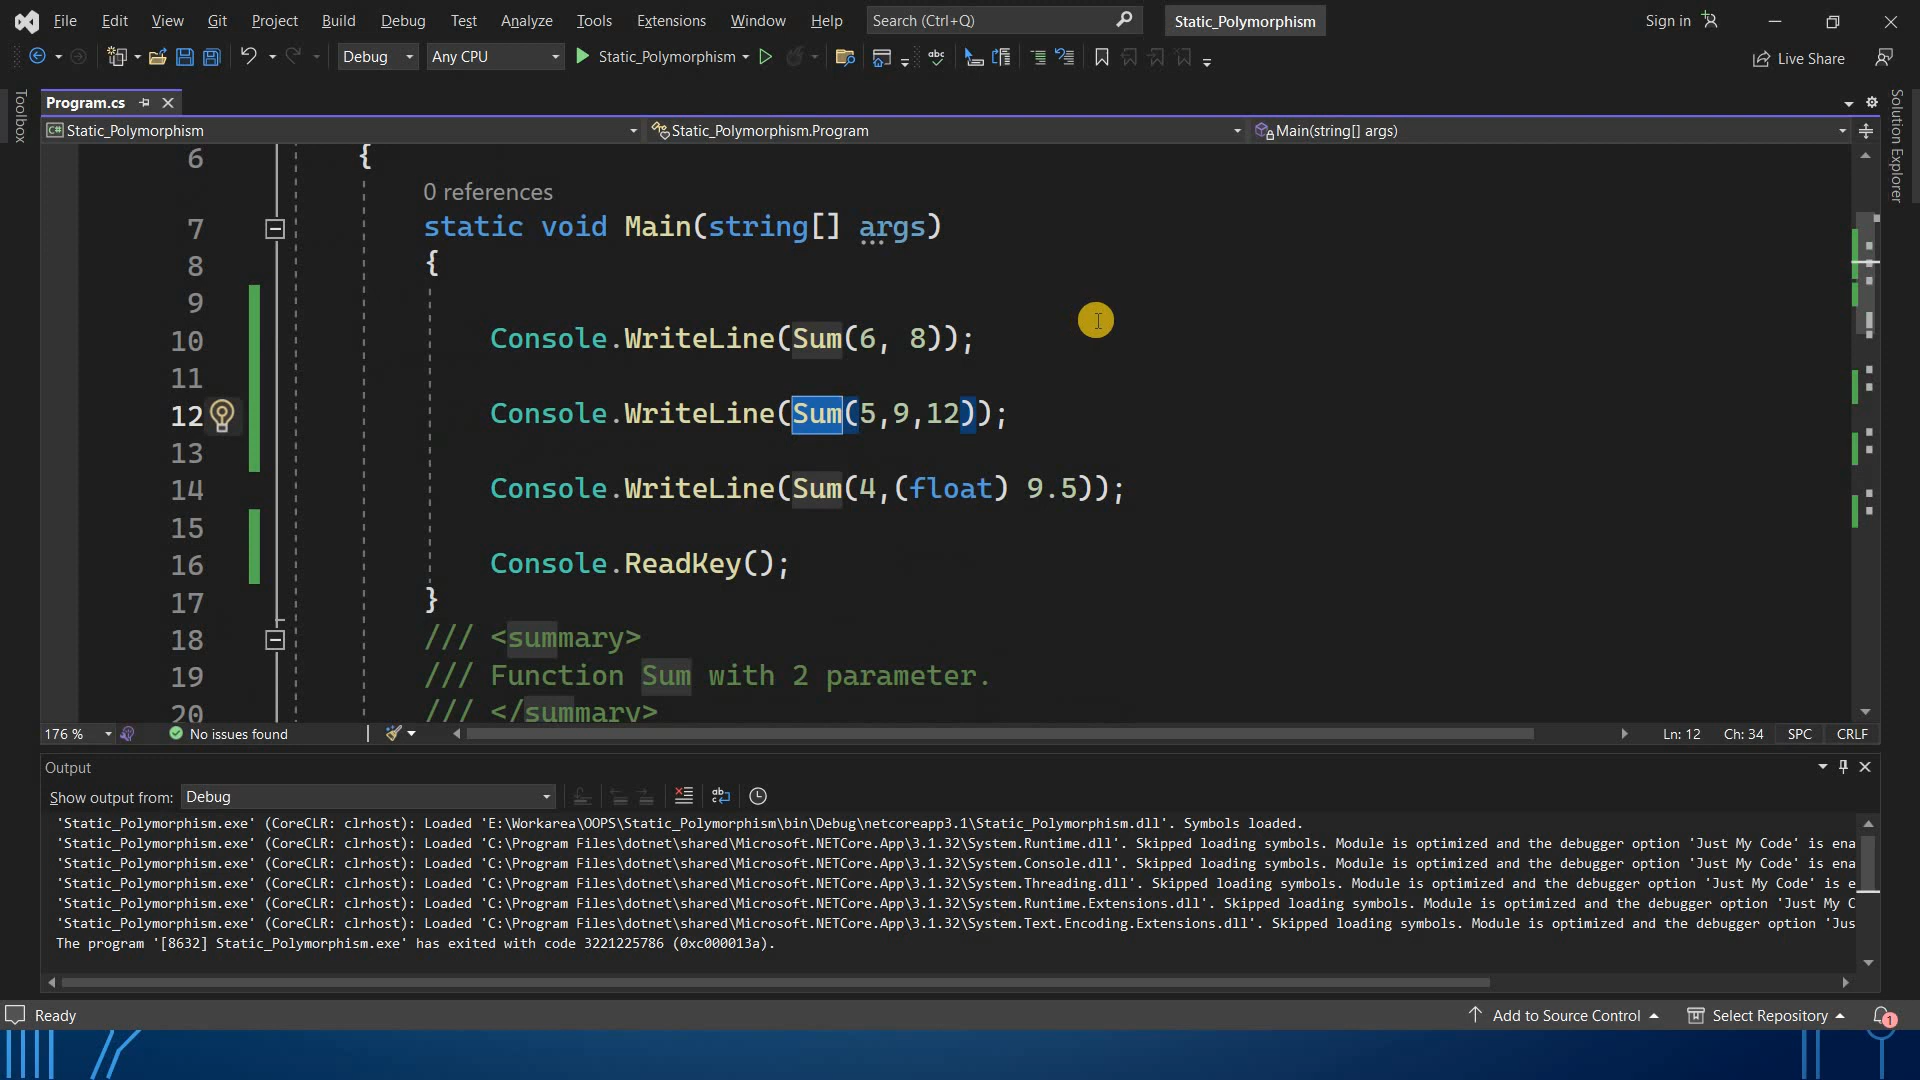 File Edit View Git Project Build Debug Test Analyze Tools Extensions Window Help Search (Ctrl+Q) Static_Polymorphism Sign in
Debug Any CPU Static_Polymorphism Live Share
Toolbox
Program.cs
Solution Explorer
Static_Polymorphism Static_Polymorphism.Program Main(string[] args)
6 {
0 references
7 static void Main(string[] args)
8 {
9
10 Console.WriteLine(Sum(6, 8));
11
12 Console.WriteLine(Sum(5,9,12));
13
14 Console.WriteLine(Sum(4,(float) 9.5));
15
16 Console.ReadKey();
17 }
18 /// <summary>
19 /// Function Sum with 2 parameter.
20 /// </summary>
176 % No issues found Ln: 12 Ch: 34 SPC CRLF
Output
Show output from: Debug
'Static_Polymorphism.exe' (CoreCLR: clrhost): Loaded 'E:\Workarea\OOPS\Static_Polymorphism\bin\Debug\netcoreapp3.1\Static_Polymorphism.dll'. Symbols loaded.
'Static_Polymorphism.exe' (CoreCLR: clrhost): Loaded 'C:\Program Files\dotnet\shared\Microsoft.NETCore.App\3.1.32\System.Runtime.dll'. Skipped loading symbols. Module is optimized and the debugger option 'Just My Code' is ena
'Static_Polymorphism.exe' (CoreCLR: clrhost): Loaded 'C:\Program Files\dotnet\shared\Microsoft.NETCore.App\3.1.32\System.Console.dll'. Skipped loading symbols. Module is optimized and the debugger option 'Just My Code' is ena
'Static_Polymorphism.exe' (CoreCLR: clrhost): Loaded 'C:\Program Files\dotnet\shared\Microsoft.NETCore.App\3.1.32\System.Threading.dll'. Skipped loading symbols. Module is optimized and the debugger option 'Just My Code' is e
'Static_Polymorphism.exe' (CoreCLR: clrhost): Loaded 'C:\Program Files\dotnet\shared\Microsoft.NETCore.App\3.1.32\System.Runtime.Extensions.dll'. Skipped loading symbols. Module is optimized and the debugger option 'Just My C
'Static_Polymorphism.exe' (CoreCLR: clrhost): Loaded 'C:\Program Files\dotnet\shared\Microsoft.NETCore.App\3.1.32\System.Text.Encoding.Extensions.dll'. Skipped loading symbols. Module is optimized and the debugger option 'Jus
The program '[8632] Static_Polymorphism.exe' has exited with code 3221225786 (0xc000013a).
Ready Add to Source Control Select Repository 1